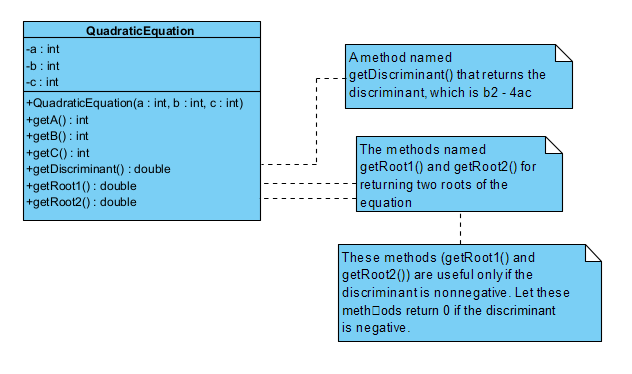 QuadraticEquation
-a : int
-b : int
-c : int
+QuadraticEquation(a : int, b : int, c : int)
+getA() : int
+getB() : int
+getC() : int
+getDiscriminant() : double
+getRoot1() : double
+getRoot2() : double
A method named
getDiscriminant() that returns the
discriminant, which is b2 - 4ac
The methods named
getRoot1() and getRoot2() for
returning two roots of the
equation
These methods (getRoot1() and
getRoot2()) are useful only if the
discriminant is nonnegative. Let these
meth▯ods return 0 if the discriminant
is negative.